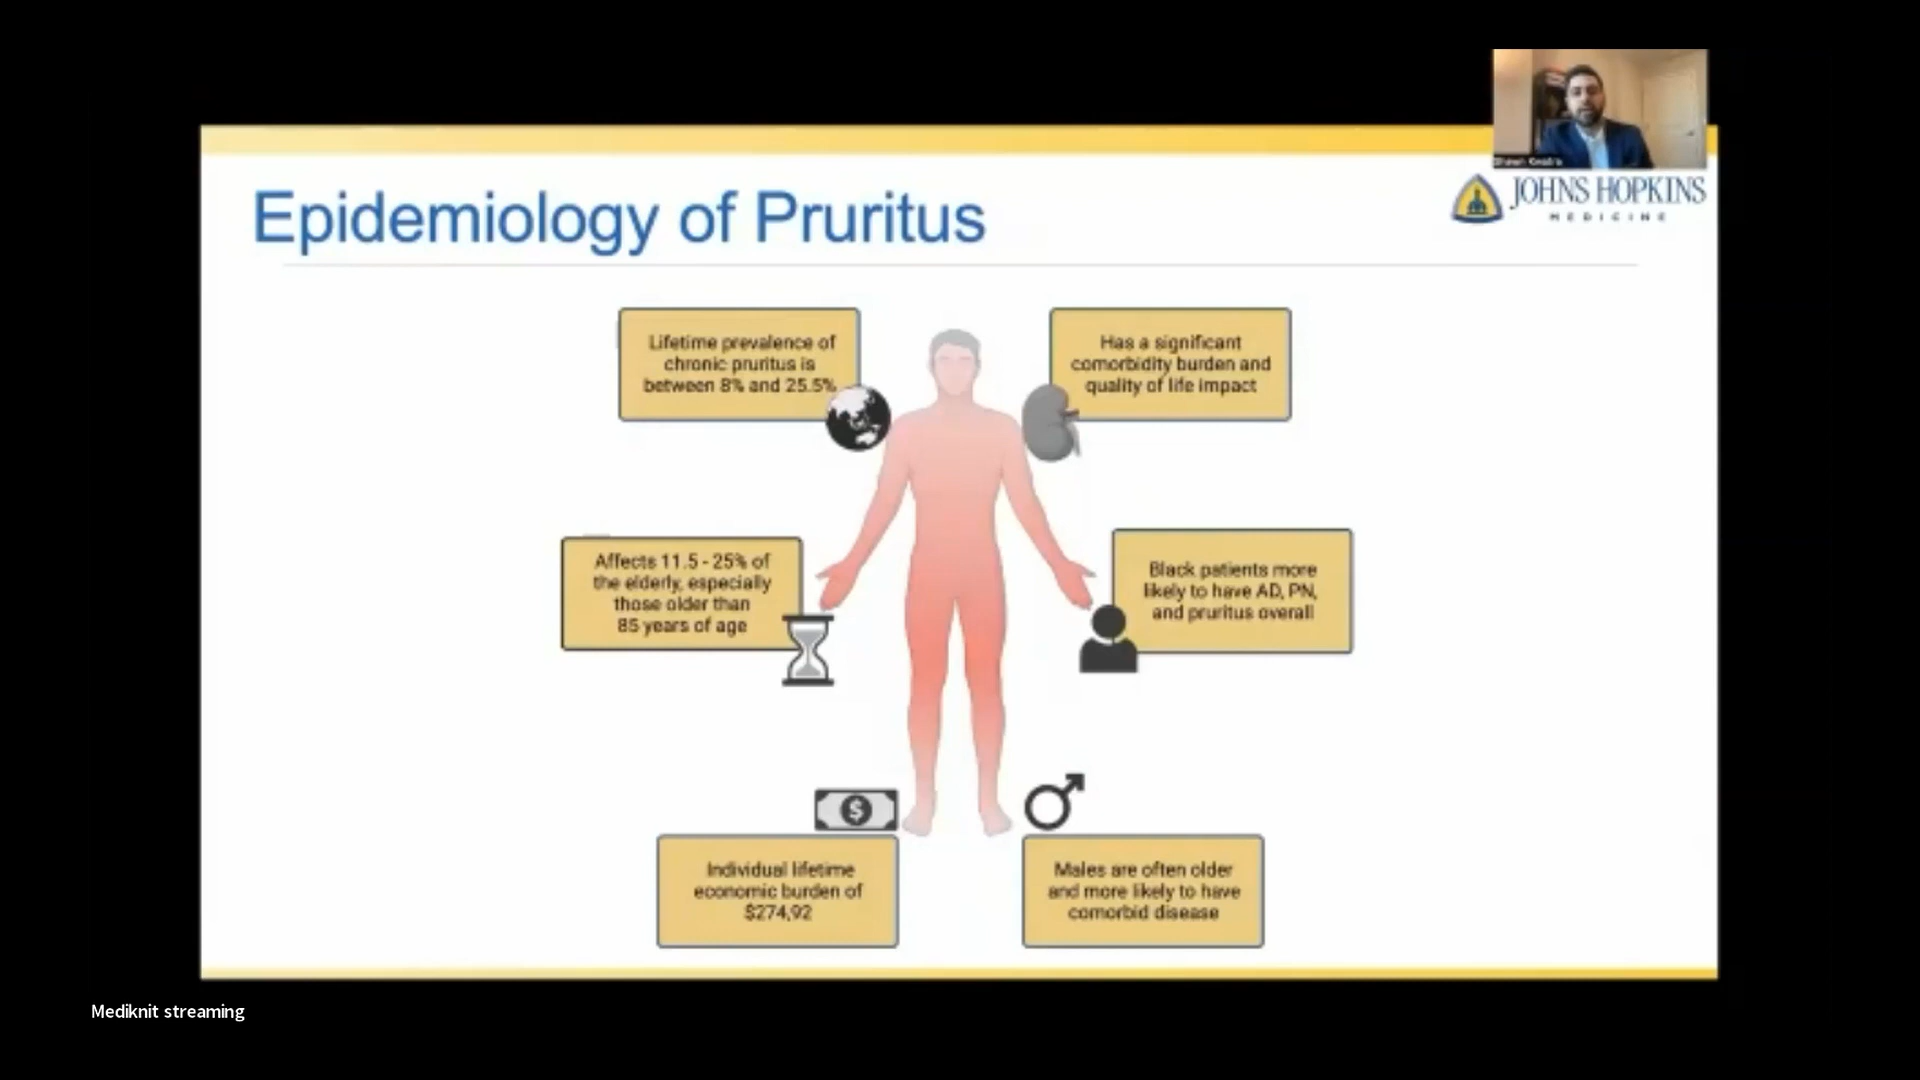 Shawn Kwatra
JOHNS HOPKINS
MEDICINE
Epidemiology of Pruritus
Lifetime prevalence of
chronic pruritus is
between 8% and 25.5%
Has a significant
comorbidity burden and
quality of life impact
Affects 11.5 - 25% of
the elderly, especially
those older than
85 years of age
Black patients more
likely to have AD, PN,
and pruritus overall
$
Individual lifetime
economic burden of
$274,92
Males are often older
and more likely to have
comorbid disease
Mediknit streaming